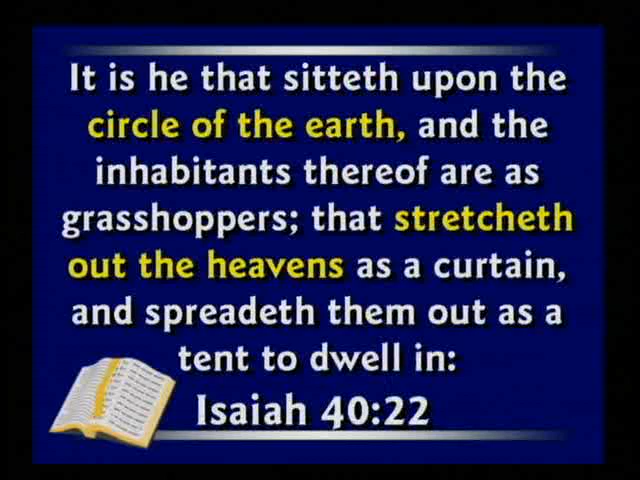 It is he that sitteth upon the
circle of the earth, and the
inhabitants thereof are as
grasshoppers; that stretcheth
out the heavens as a curtain,
and spreadeth them out as a
tent to dwell in:
Isaiah 40:22